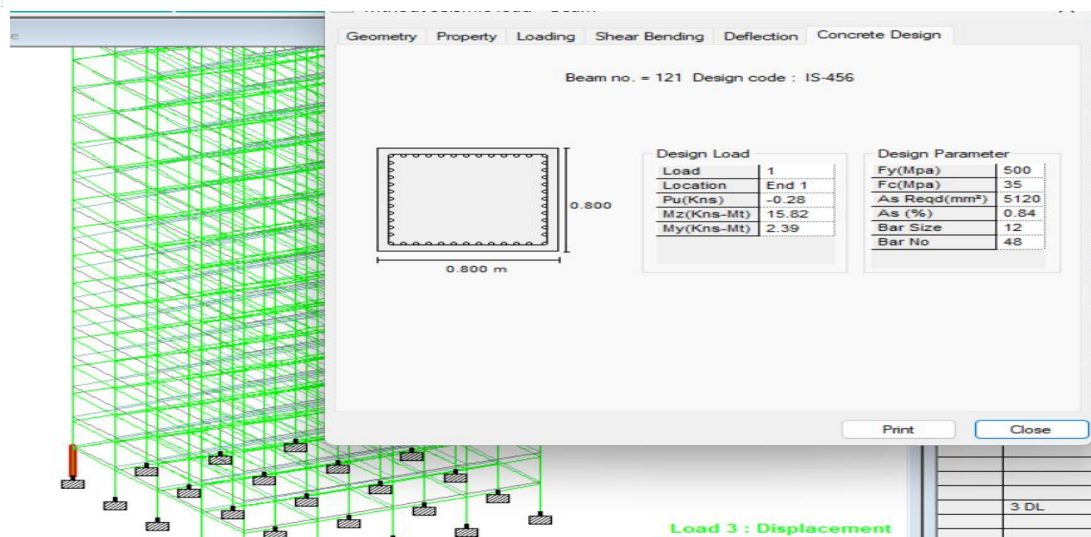 Geometry Property Loading Shear Bending Deflection Concrete Design
Beam no. = 121 Design code : IS-456
0.800
0.800 m
Design Load
Load 1
Location End 1
Pu(Kns) -0.28
Mz(Kns-Mt) 15.82
My(Kns-Mt) 2.39
Design Parameter
Fy(Mpa) 500
Fc(Mpa) 35
As Reqd(mm²) 5120
As (%) 0.84
Bar Size 12
Bar No 48
Print Close
3 DL
Load 3 : Displacement